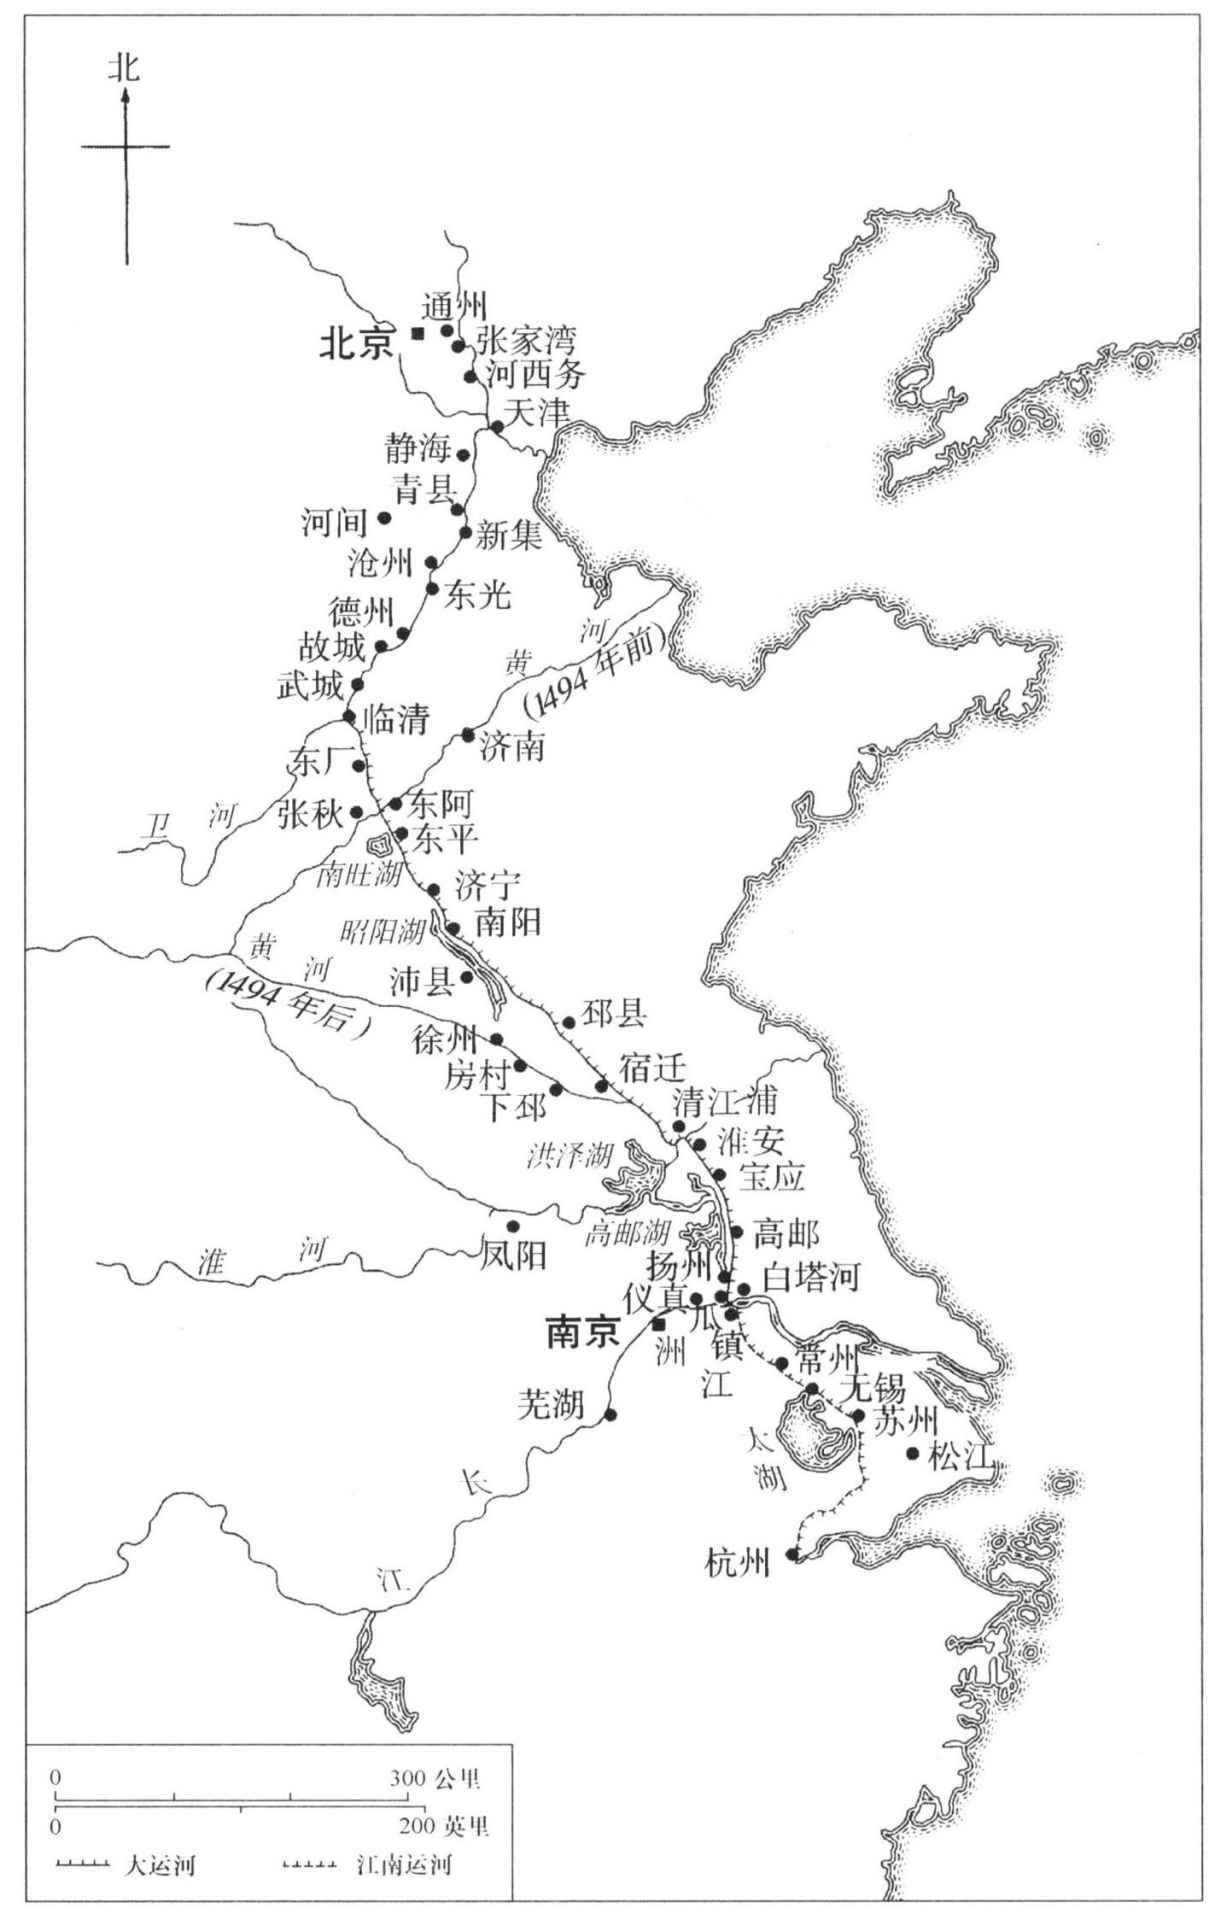 北
通州
北京
张家湾
河西务
天津
静海
青县
河间
新集
沧州
东光
德州
故城
武城
临清
黄河
(1494年前)
济南
东厂
张秋
东阿
东平
卫河
南旺湖
济宁
南阳
昭阳湖
沛县
黄河
(1494年后)
邳县
徐州
房村
下邳
宿迁
清江浦
淮安
宝应
洪泽湖
高邮湖
高邮
凤阳
淮河
扬州
白塔河
仪真
瓜洲
南京
镇江
常州
无锡
苏州
松江
芜湖
太湖
长江
杭州
0 300 公里
0 200 英里
大运河 江南运河